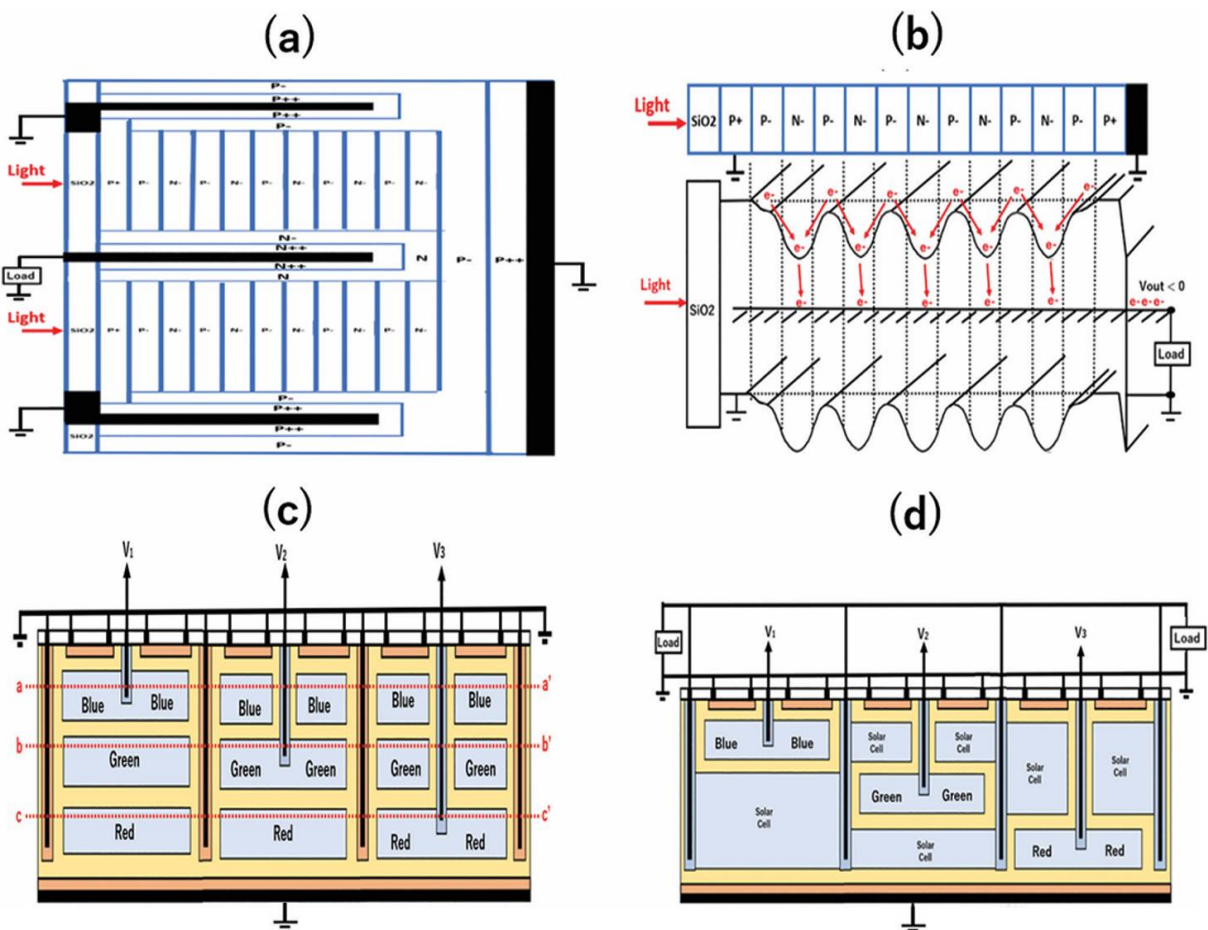 (a)
P-
P++
P++
P-
Light
SiO2 P+ P- N- P- N- P- N- P- N- P- N-
N-
N++
N++
N
N P- P++
Load
Light
SiO2 P+ P- N- P- N- P- N- P- N- P- N-
P-
P++
P++
SiO2
P-
(b)
Light
SiO2 P+ P- N- P- N- P- N- P- N- P- N- P- P+
e- e- e- e- e- e-
e- e- e- e- e-
Light
SiO2
e- e- e- e- e-
Vout < 0
e- e- e-
Load
(c)
V1 V2 V3
a a'
Blue Blue Blue Blue Blue Blue
b b'
Green Green Green Green Green
c c'
Red Red Red Red
(d)
Load Load
V1 V2 V3
Blue Blue
Solar Cell
Solar Cell
Solar Cell
Solar Cell
Green Green
Solar Cell
Solar Cell
Red Red